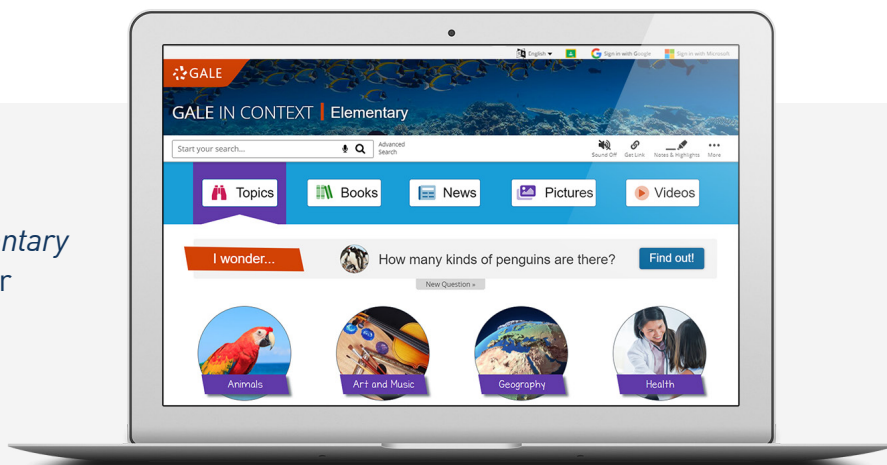 English
Sign in with Google
Sign in with Microsoft
GALE
GALE IN CONTEXT | Elementary
Start your search...
Advanced
Search
Sound Off
Get Link
Notes & Highlights
More
Topics
Books
News
Pictures
Videos
I wonder...
How many kinds of penguins are there?
Find out!
New Question »
Animals
Art and Music
Geography
Health
ntary
r